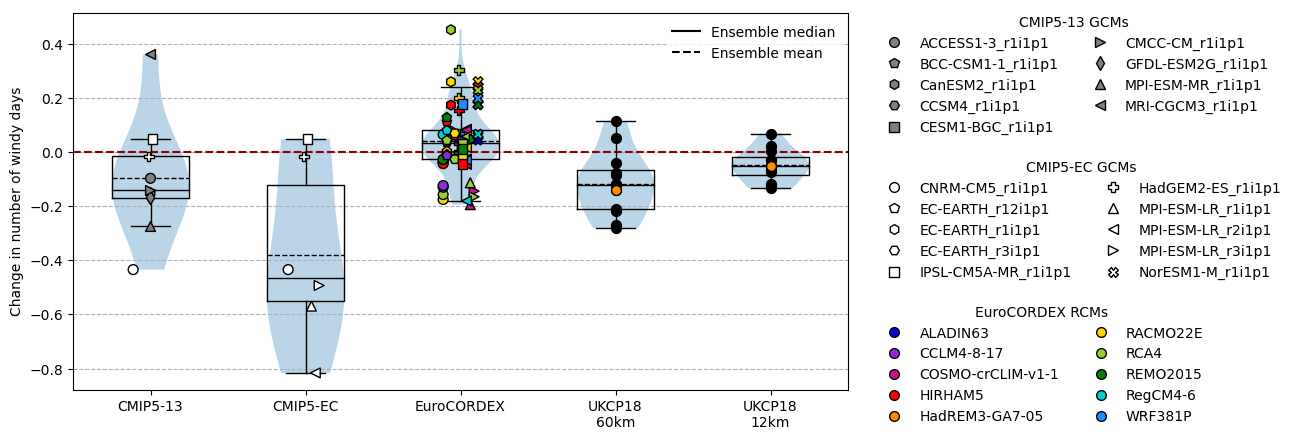 Change in number of windy days
0.4
0.2
0.0
−0.2
−0.4
−0.6
−0.8
Ensemble median
Ensemble mean
CMIP5-13
CMIP5-EC
EuroCORDEX
UKCP18
60km
UKCP18
12km
CMIP5-13 GCMs
ACCESS1-3_r1i1p1
BCC-CSM1-1_r1i1p1
CanESM2_r1i1p1
CCSM4_r1i1p1
CESM1-BGC_r1i1p1
CMCC-CM_r1i1p1
GFDL-ESM2G_r1i1p1
MPI-ESM-MR_r1i1p1
MRI-CGCM3_r1i1p1
CMIP5-EC GCMs
CNRM-CM5_r1i1p1
EC-EARTH_r12i1p1
EC-EARTH_r1i1p1
EC-EARTH_r3i1p1
IPSL-CM5A-MR_r1i1p1
HadGEM2-ES_r1i1p1
MPI-ESM-LR_r1i1p1
MPI-ESM-LR_r2i1p1
MPI-ESM-LR_r3i1p1
NorESM1-M_r1i1p1
EuroCORDEX RCMs
ALADIN63
CCLM4-8-17
COSMO-crCLIM-v1-1
HIRHAM5
HadREM3-GA7-05
RACMO22E
RCA4
REMO2015
RegCM4-6
WRF381P